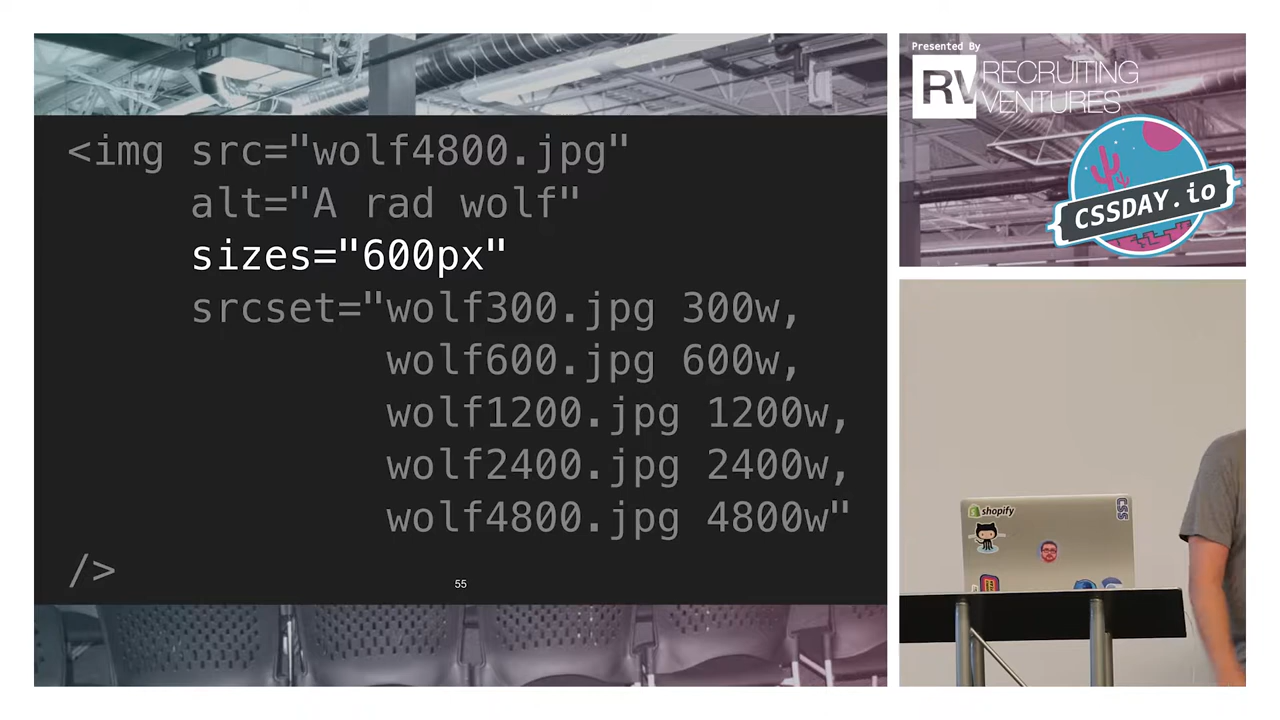 <img src="wolf4800.jpg"
alt="A rad wolf"
sizes="600px"
srcset="wolf300.jpg 300w,
wolf600.jpg 600w,
wolf1200.jpg 1200w,
wolf2400.jpg 2400w,
wolf4800.jpg 4800w"
/>
55
Presented By
RV RECRUITING
VENTURES
{CSSDAY.io}
shopify
CSS